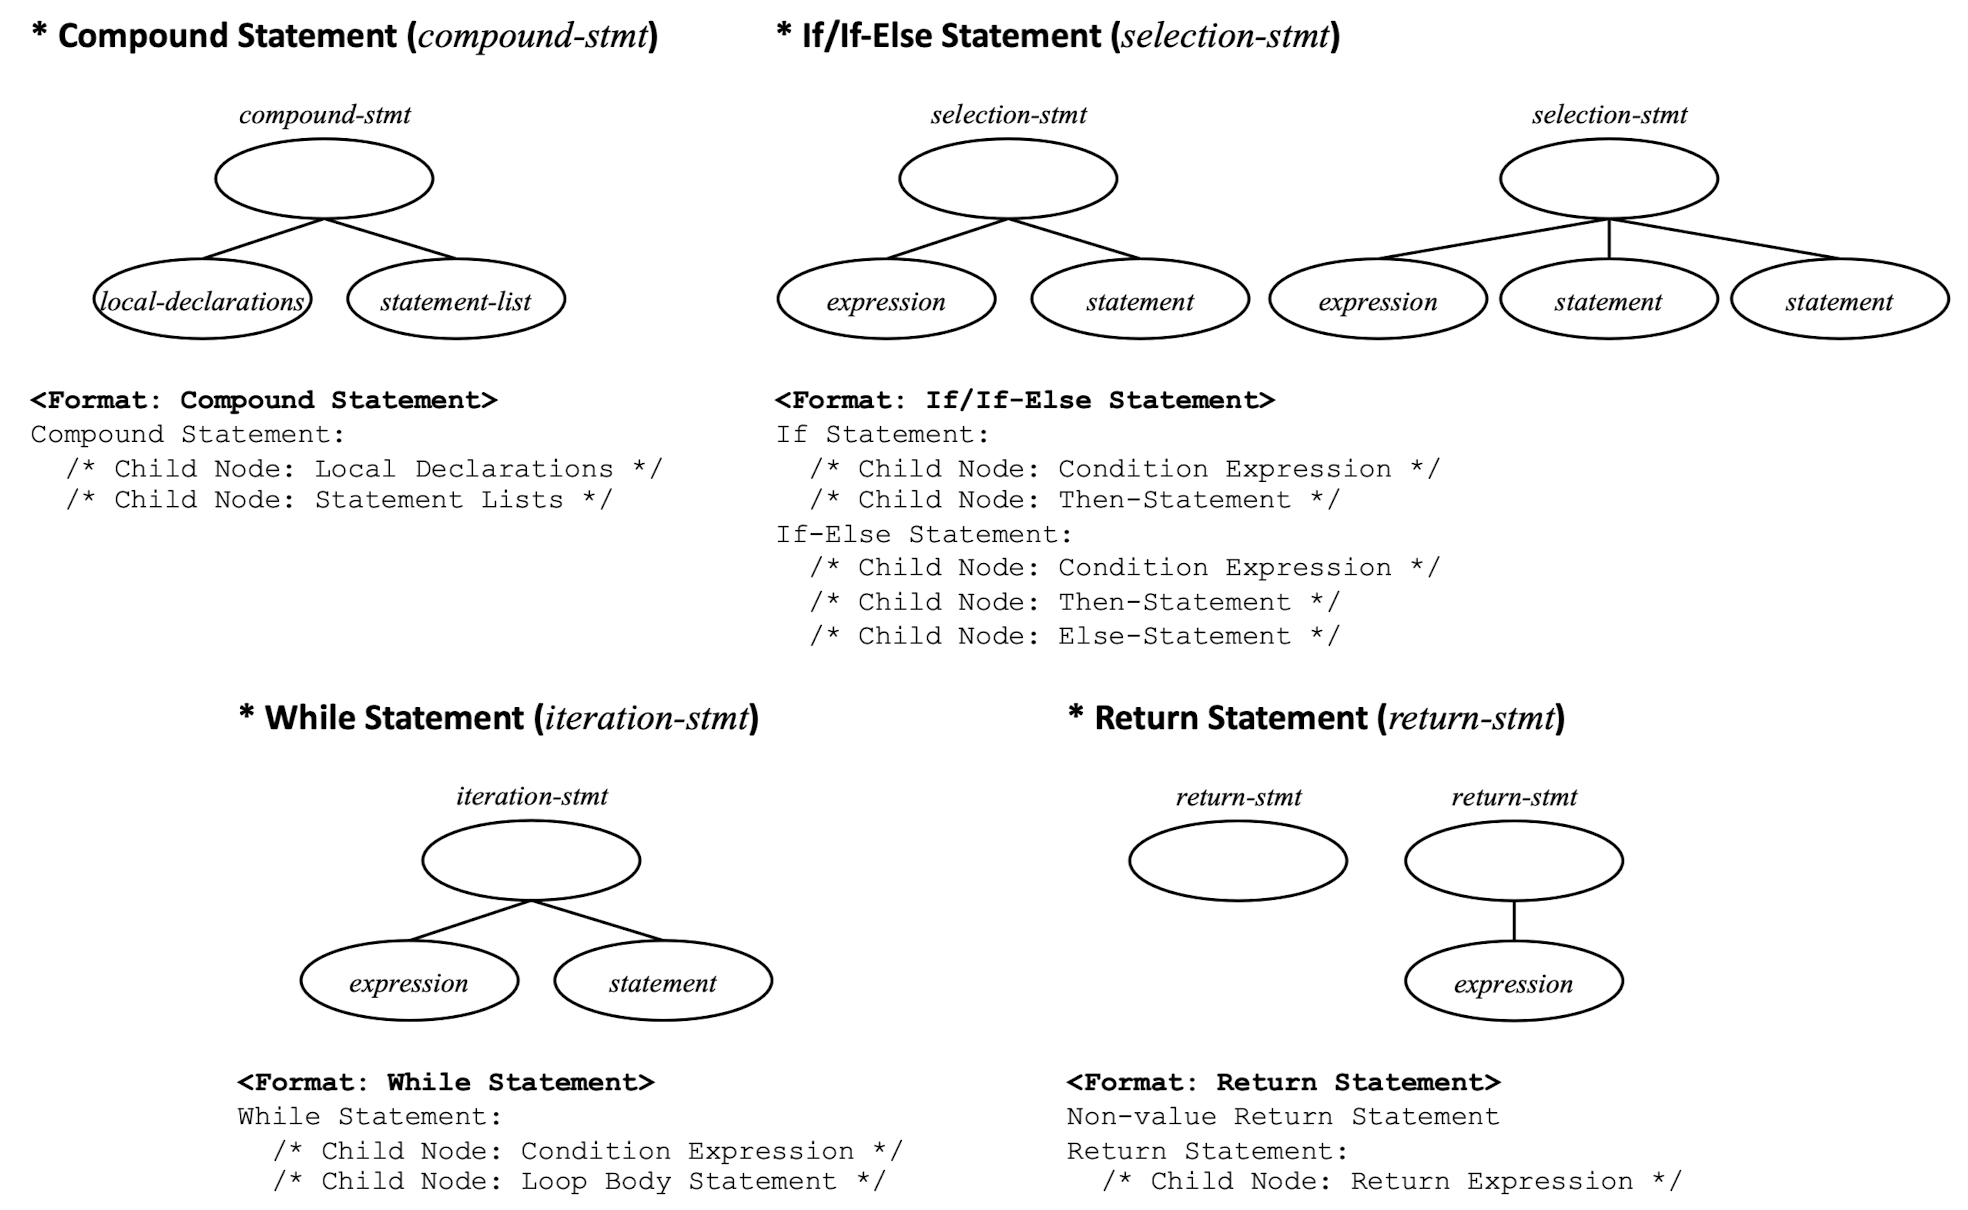 * Compound Statement (compound-stmt)
compound-stmt
local-declarations
statement-list
<Format: Compound Statement>
Compound Statement:
/* Child Node: Local Declarations */
/* Child Node: Statement Lists */
* If/If-Else Statement (selection-stmt)
selection-stmt
expression
statement
selection-stmt
expression
statement
statement
<Format: If/If-Else Statement>
If Statement:
/* Child Node: Condition Expression */
/* Child Node: Then-Statement */
If-Else Statement:
/* Child Node: Condition Expression */
/* Child Node: Then-Statement */
/* Child Node: Else-Statement */
* While Statement (iteration-stmt)
iteration-stmt
expression
statement
<Format: While Statement>
While Statement:
/* Child Node: Condition Expression */
/* Child Node: Loop Body Statement */
* Return Statement (return-stmt)
return-stmt
return-stmt
expression
<Format: Return Statement>
Non-value Return Statement
Return Statement:
/* Child Node: Return Expression */